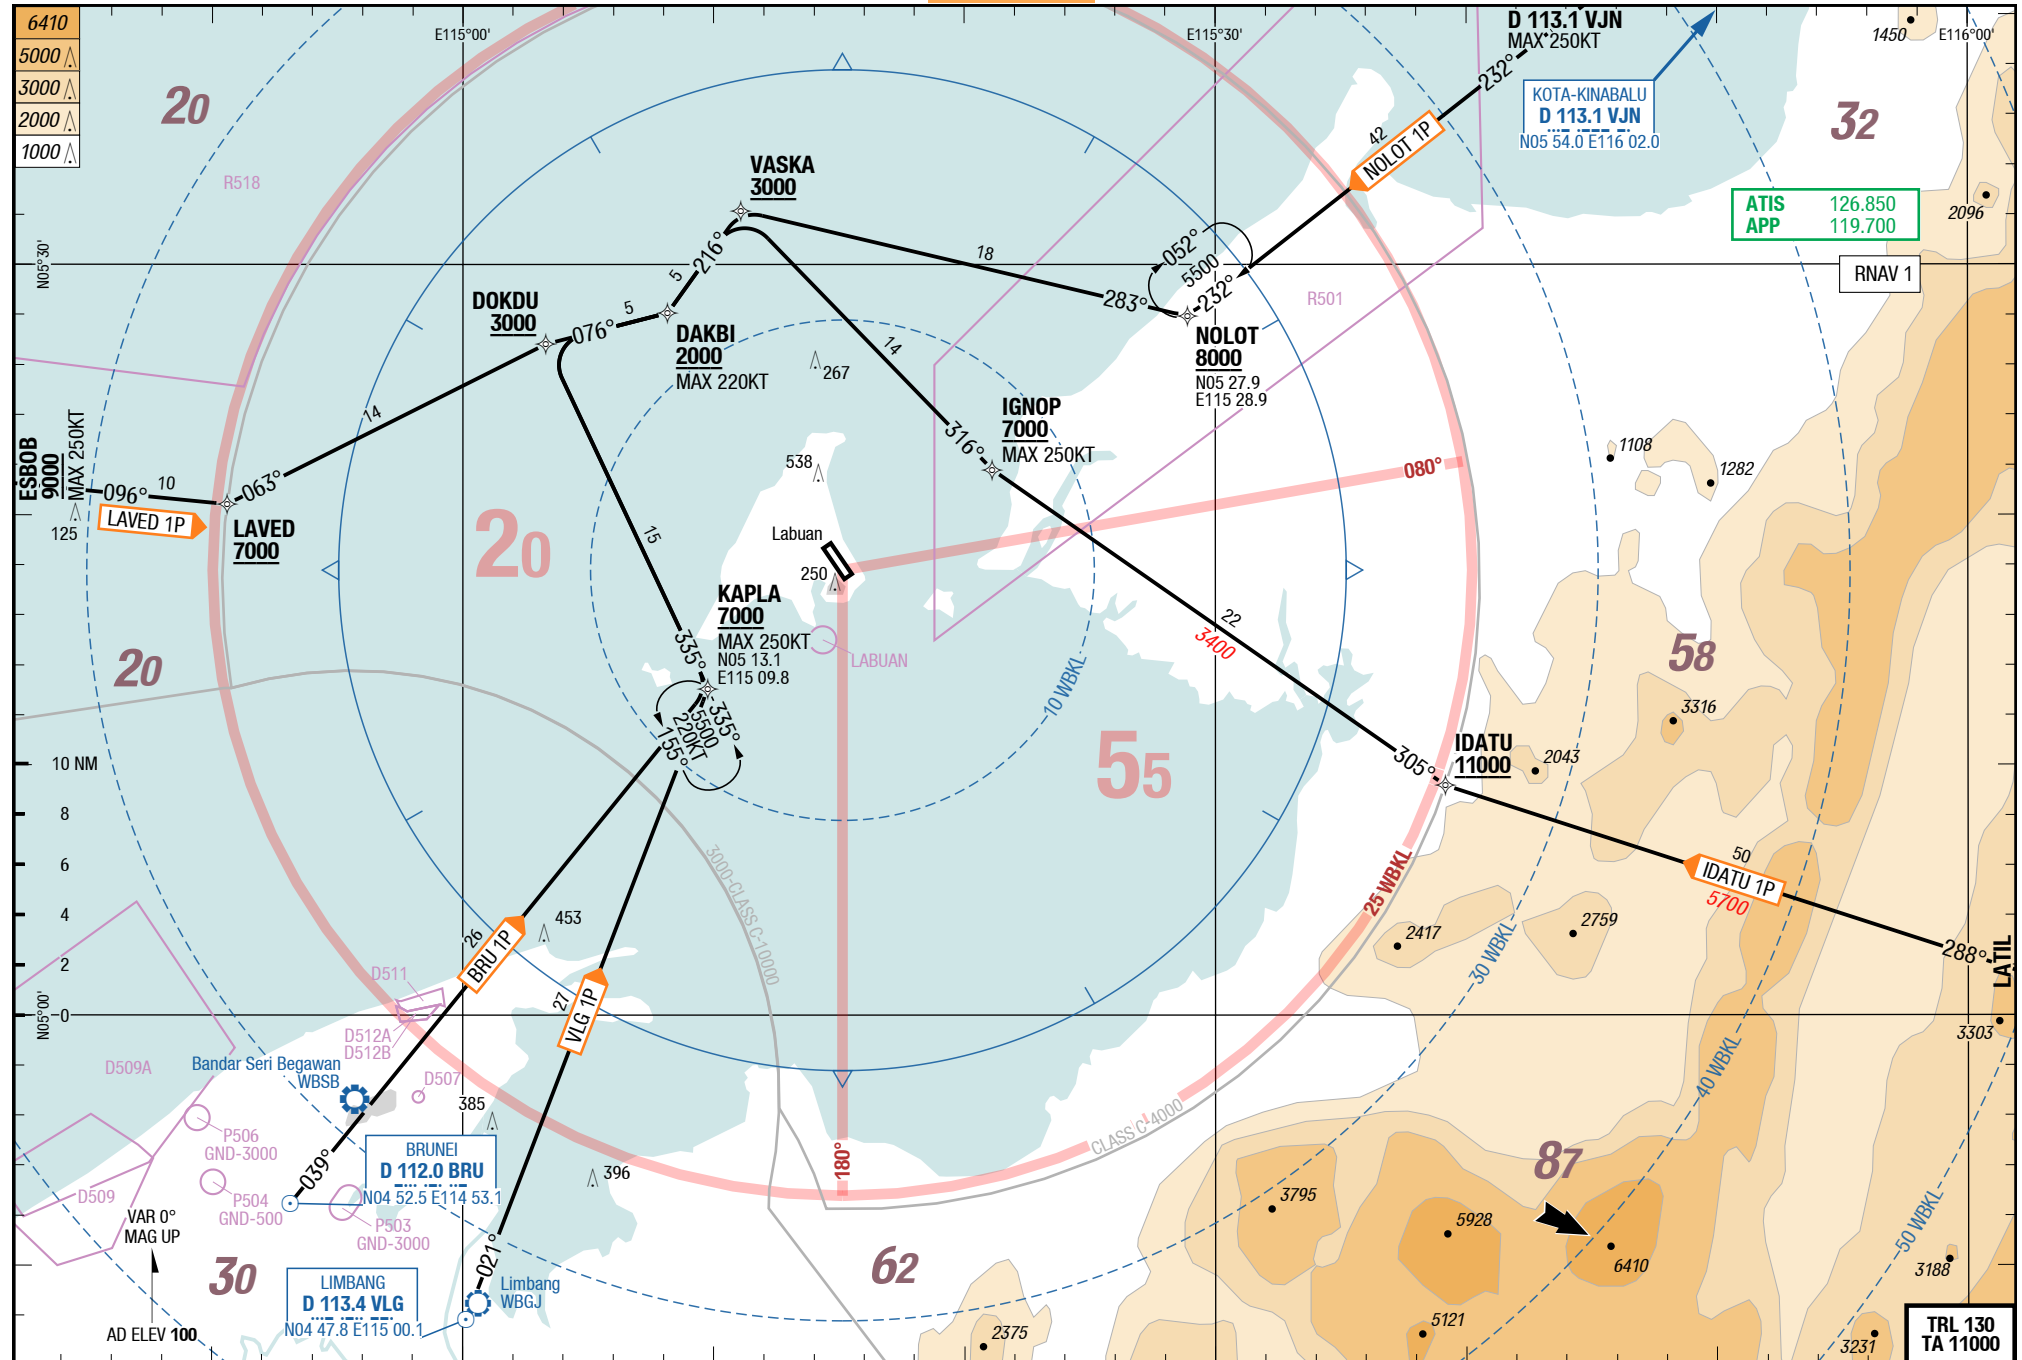 6410
5000
3000
2000
1000
E115°00'
E115°30'
E116°00'
D 113.1 VJN
MAX 250KT
232°
1450
KOTA-KINABALU
D 113.1 VJN
N05 54.0 E116 02.0
20
32
R518
42
NOLOT 1P
ATIS 126.850
APP 119.700
2096
RNAV 1
VASKA
3000
216°
5
18
052°
5500
232°
283°
R501
N05°30'
DOKDU
3000
076°
5
DAKBI
2000
MAX 220KT
NOLOT
8000
N05 27.9
E115 28.9
267
14
14
IGNOP
7000
MAX 250KT
316°
ESBOB
9000
MAX 250KT
096°
10
063°
LAVED 1P
125
LAVED
7000
538
080°
1108
1282
15
20
Labuan
250
KAPLA
7000
MAX 250KT
N05 13.1
E115 09.8
335°
LABUAN
22
3400
20
58
3316
10 WBKL
335°
5500
220KT
155°
55
305°
IDATU
11000
2043
10 NM
8
6
4
2
0
3000-CLASS C-10000
25 WBKL
50
IDATU 1P
5700
288°
LATIL
2417
2759
30 WBKL
453
26
BRU 1P
27
VLG 1P
D511
D512A
D512B
N05°00'
3303
D509A
Bandar Seri Begawan
WBSB
D507
385
40 WBKL
CLASS C-4000
P506
GND-3000
039°
BRUNEI
D 112.0 BRU
N04 52.5 E114 53.1
396
180°
87
D509
P504
GND-500
P503
GND-3000
3795
5928
6410
50 WBKL
VAR 0°
MAG UP
30
021°
62
3188
LIMBANG
D 113.4 VLG
N04 47.8 E115 00.1
Limbang
WBGJ
AD ELEV 100
2375
5121
3231
TRL 130
TA 11000